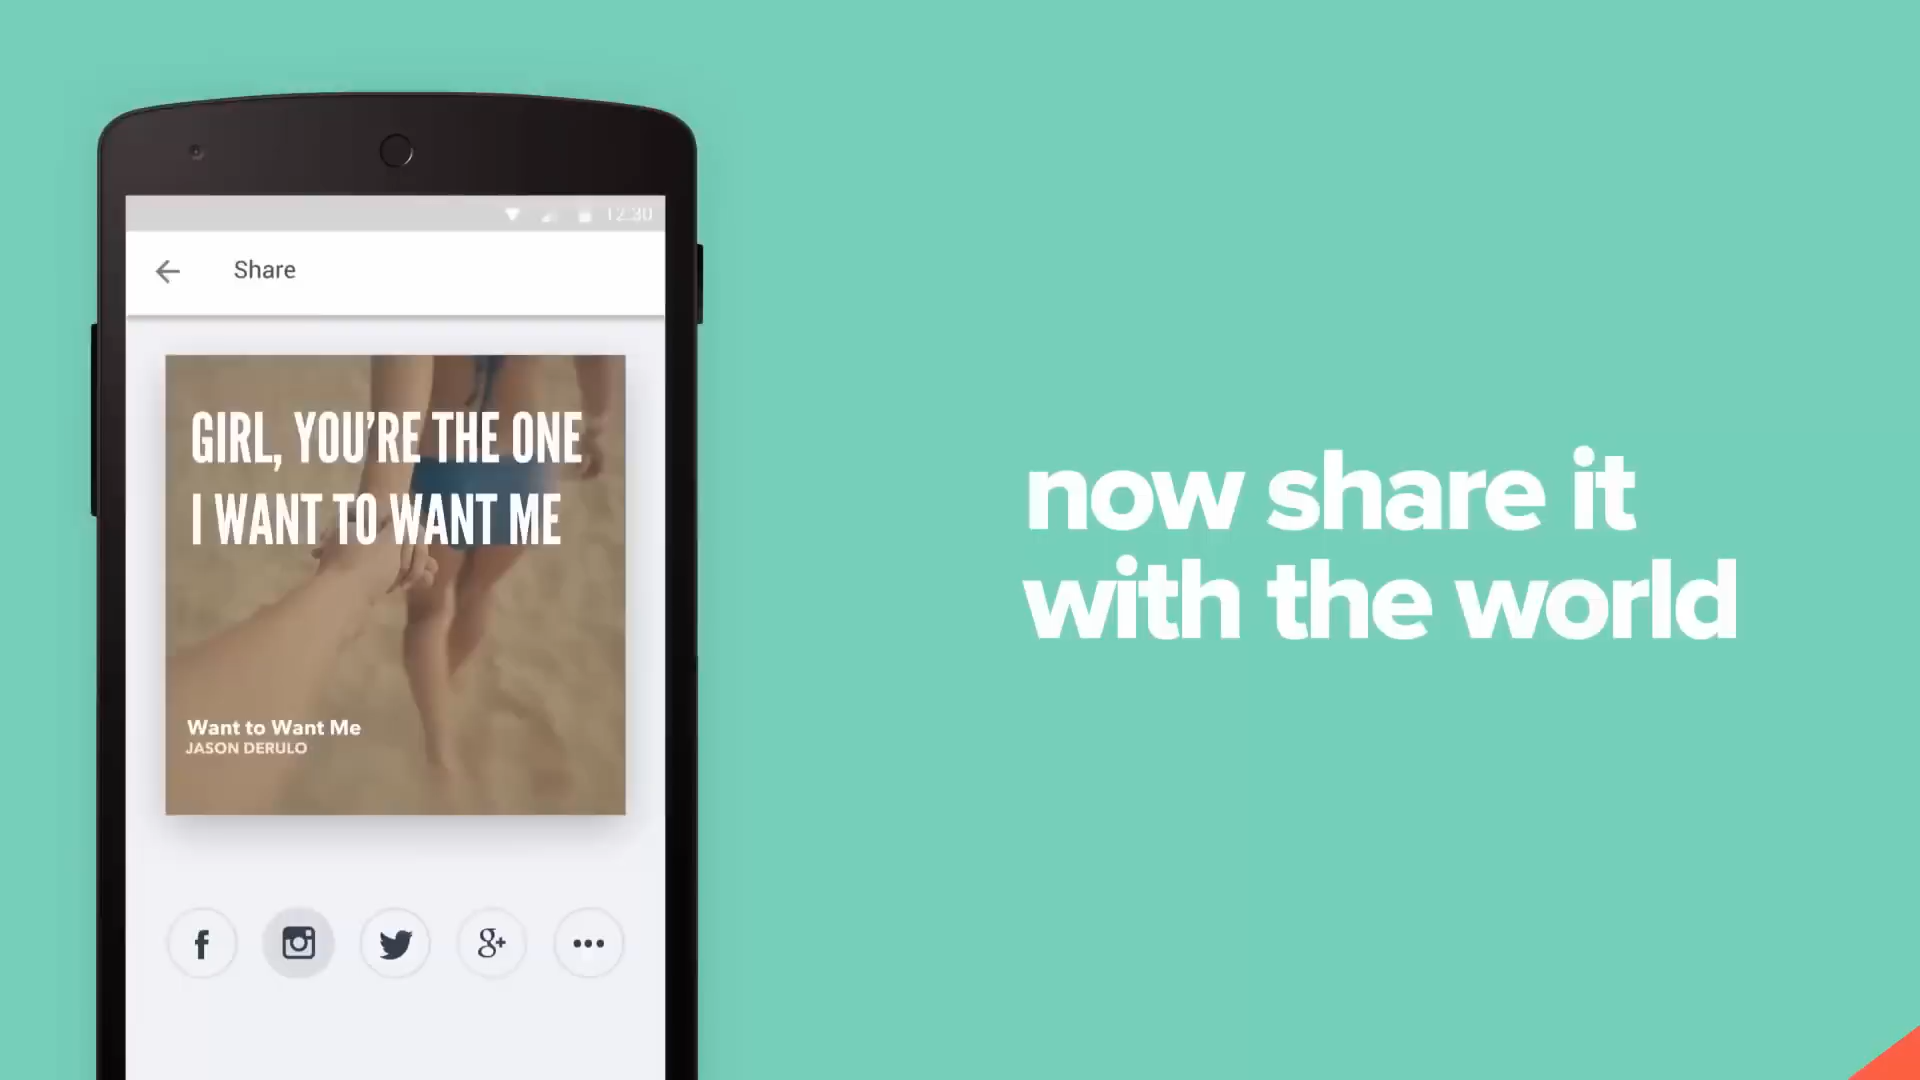 12:30
Share
GIRL, YOU'RE THE ONE
I WANT TO WANT ME
Want to Want Me
JASON DERULO
f
g+
now share it
with the world